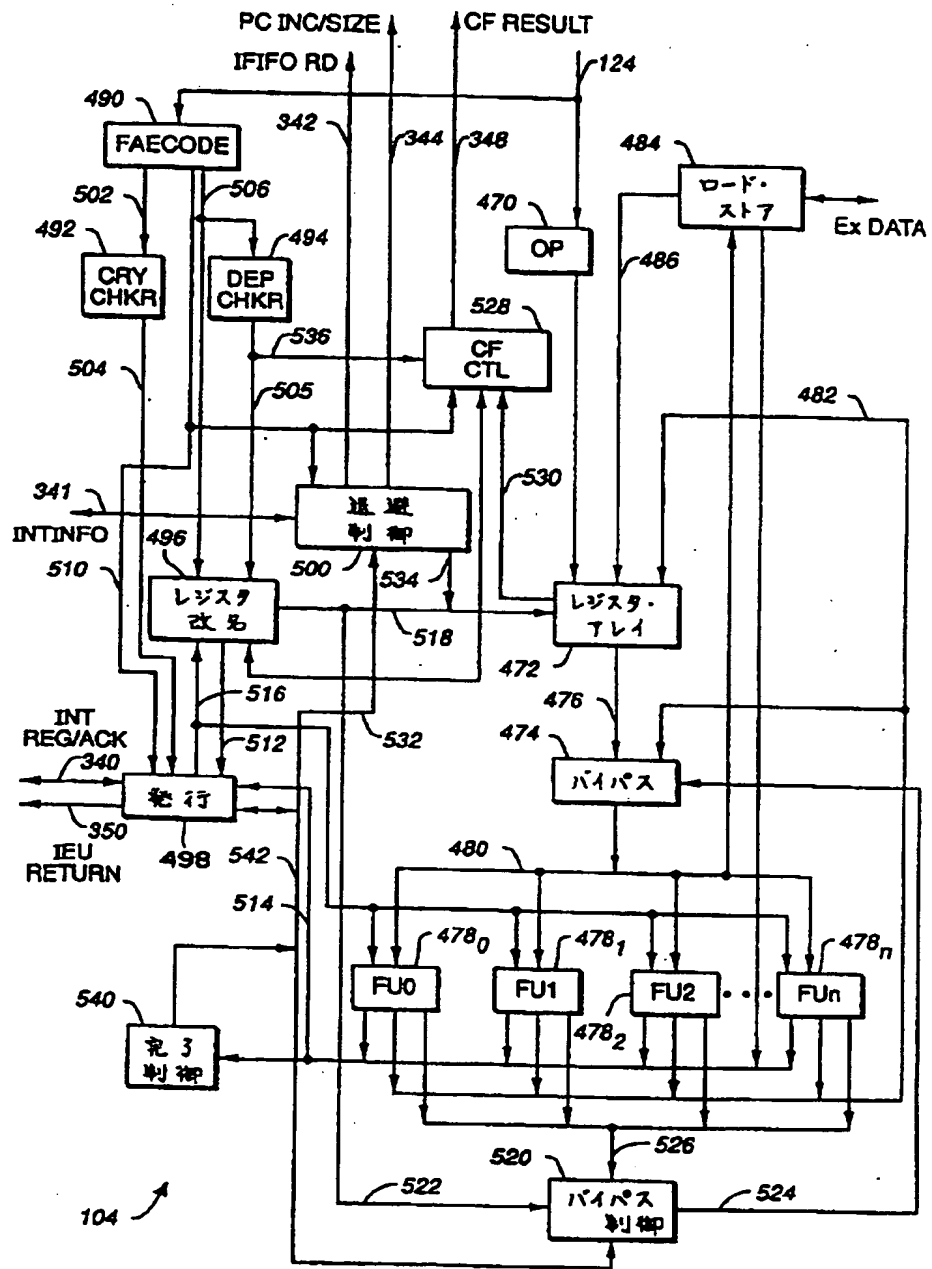 PC INC/SIZE
CF RESULT
IFIFO RD
124
490
342
344
348
FAECODE
484
502
506
470
ロード・
ストア
492
494
Ex DATA
OP
486
CRY
CHKR
DEP
CHKR
528
536
CF
CTL
504
505
482
341
530
INTINFO
退避
制御
496
500
534
510
レジスタ
改名
518
レジスタ・
アレイ
472
516
476
INT
REG/ACK
532
474
512
340
バイパス
発行
350
498
480
IEU
RETURN
542
514
478₀
478₁
478n
FU0
FU1
FU2
• • •
FUn
540
478₂
完了
制御
526
520
522
バイパス
制御
524
104